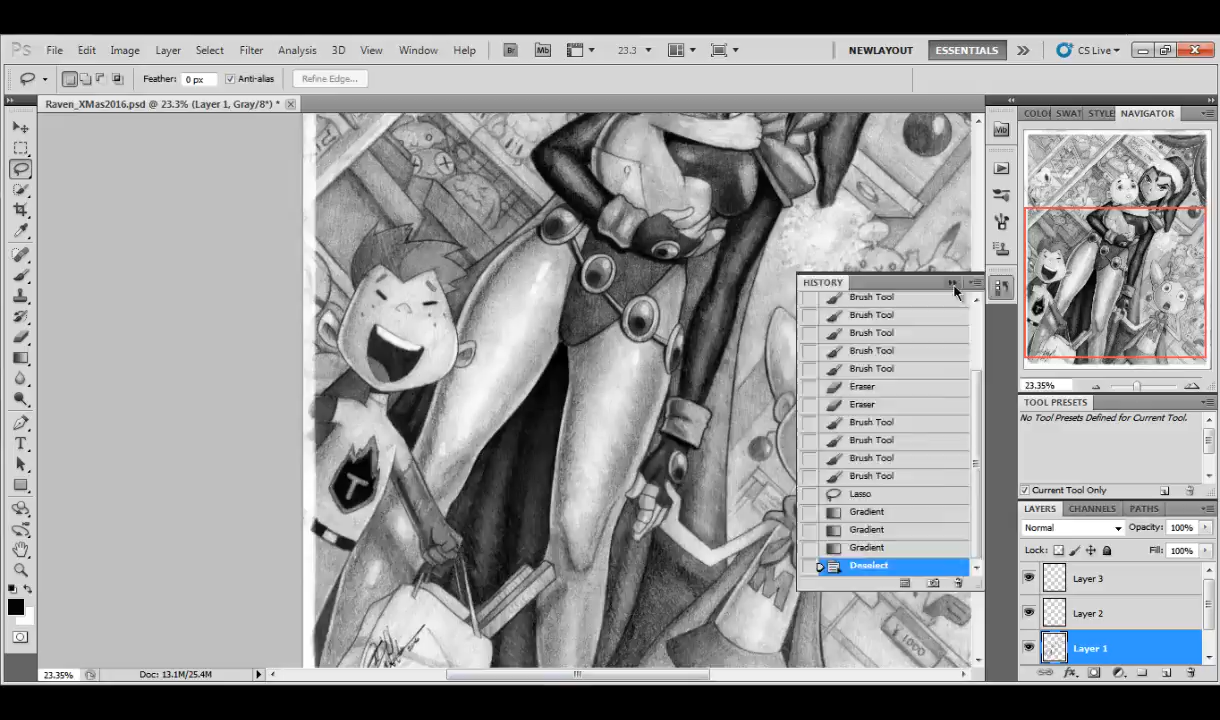 Ps File Edit Image Layer Select Filter Analysis 3D View Window Help Br Mb 23.3 NEWLAYOUT ESSENTIALS CS Live
Feather: 0 px Anti-alias Refine Edge...
Raven_XMas2016.psd @ 23.3% (Layer 1, Gray/8*) *
COLO SWAT STYLE NAVIGATOR
Mb
HISTORY
Brush Tool
Brush Tool
Brush Tool
Brush Tool
Brush Tool
Eraser
Eraser
Brush Tool
Brush Tool
Brush Tool
Brush Tool
Lasso
Gradient
Gradient
Gradient
Deselect
23.35%
TOOL PRESETS
No Tool Presets Defined for Current Tool.
Current Tool Only
LAYERS CHANNELS PATHS
Normal Opacity: 100%
Lock: Fill: 100%
Layer 3
Layer 2
Layer 1
T
M
¥ 1000
23.35% Doc: 13.1M/25.4M